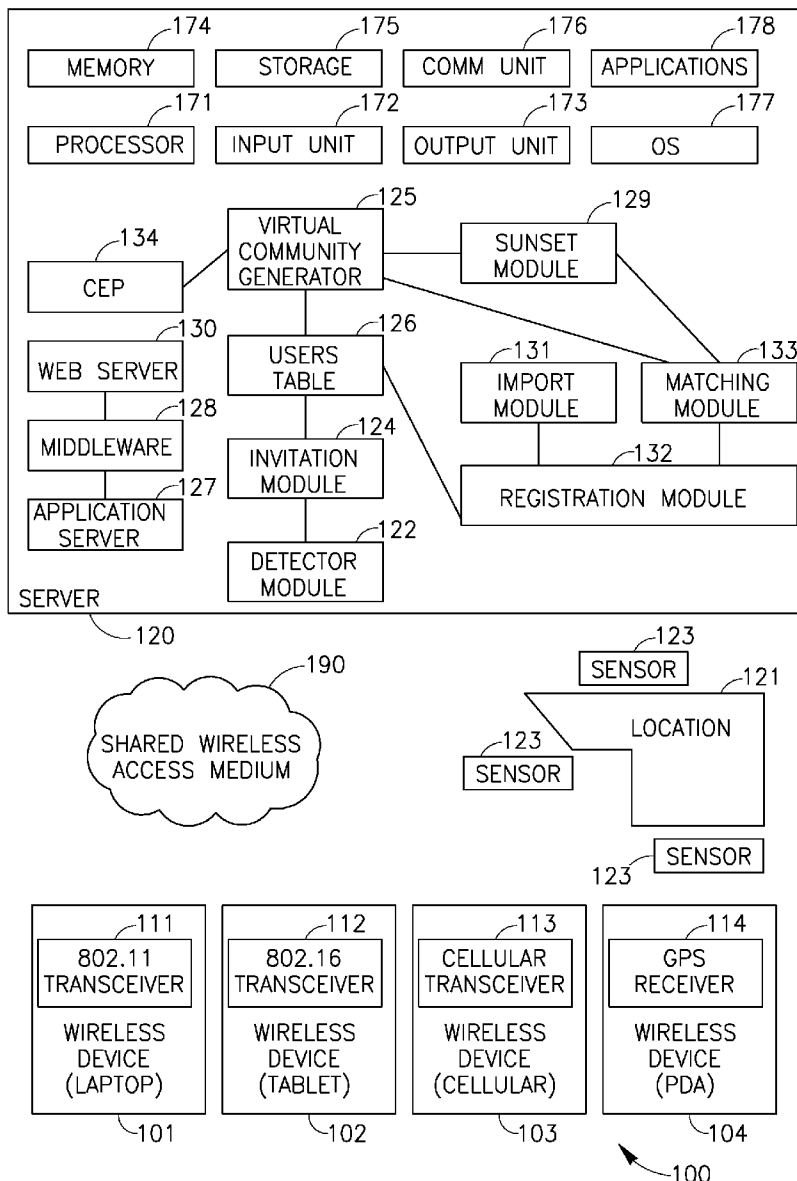 174
175
176
178
MEMORY
STORAGE
COMM UNIT
APPLICATIONS
171
172
173
177
PROCESSOR
INPUT UNIT
OUTPUT UNIT
OS
125
129
134
VIRTUAL
COMMUNITY
GENERATOR
SUNSET
MODULE
CEP
130
126
131
133
WEB SERVER
USERS
TABLE
IMPORT
MODULE
MATCHING
MODULE
128
124
132
MIDDLEWARE
INVITATION
MODULE
REGISTRATION MODULE
127
122
APPLICATION
SERVER
DETECTOR
MODULE
SERVER
120
190
SHARED WIRELESS
ACCESS MEDIUM
123
SENSOR
121
LOCATION
123
SENSOR
SENSOR
123
111
112
113
114
802.11
TRANSCEIVER
802.16
TRANSCEIVER
CELLULAR
TRANSCEIVER
GPS
RECEIVER
WIRELESS
DEVICE
(LAPTOP)
WIRELESS
DEVICE
(TABLET)
WIRELESS
DEVICE
(CELLULAR)
WIRELESS
DEVICE
(PDA)
101
102
103
104
100